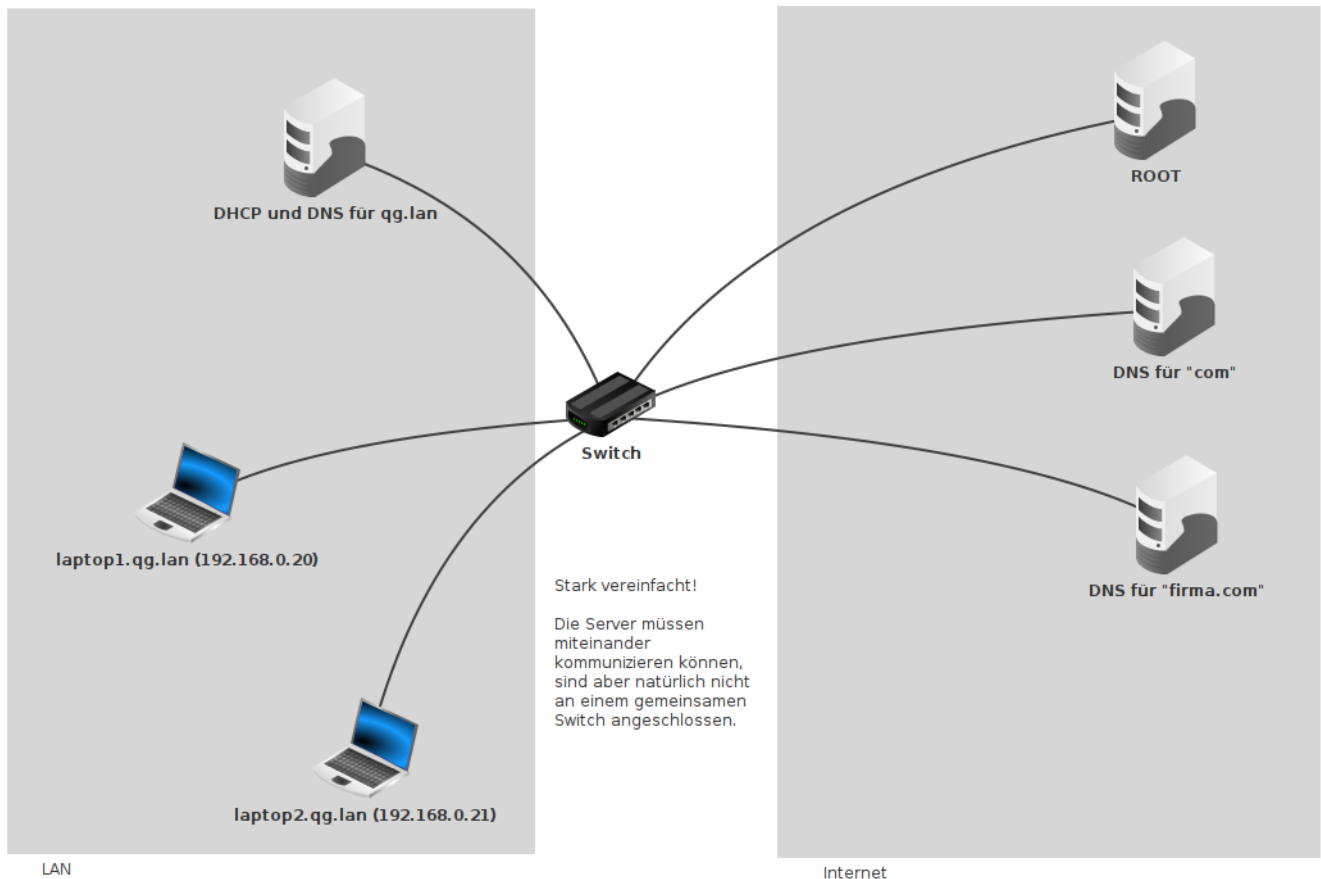 ROOT
DHCP und DNS für qg.lan
DNS für "com"
Switch
laptop1.qg.lan (192.168.0.20)
DNS für "firma.com"
Stark vereinfacht!
Die Server müssen
miteinander
kommunizieren können,
sind aber natürlich nicht
an einem gemeinsamen
Switch angeschlossen.
laptop2.qg.lan (192.168.0.21)
LAN
Internet